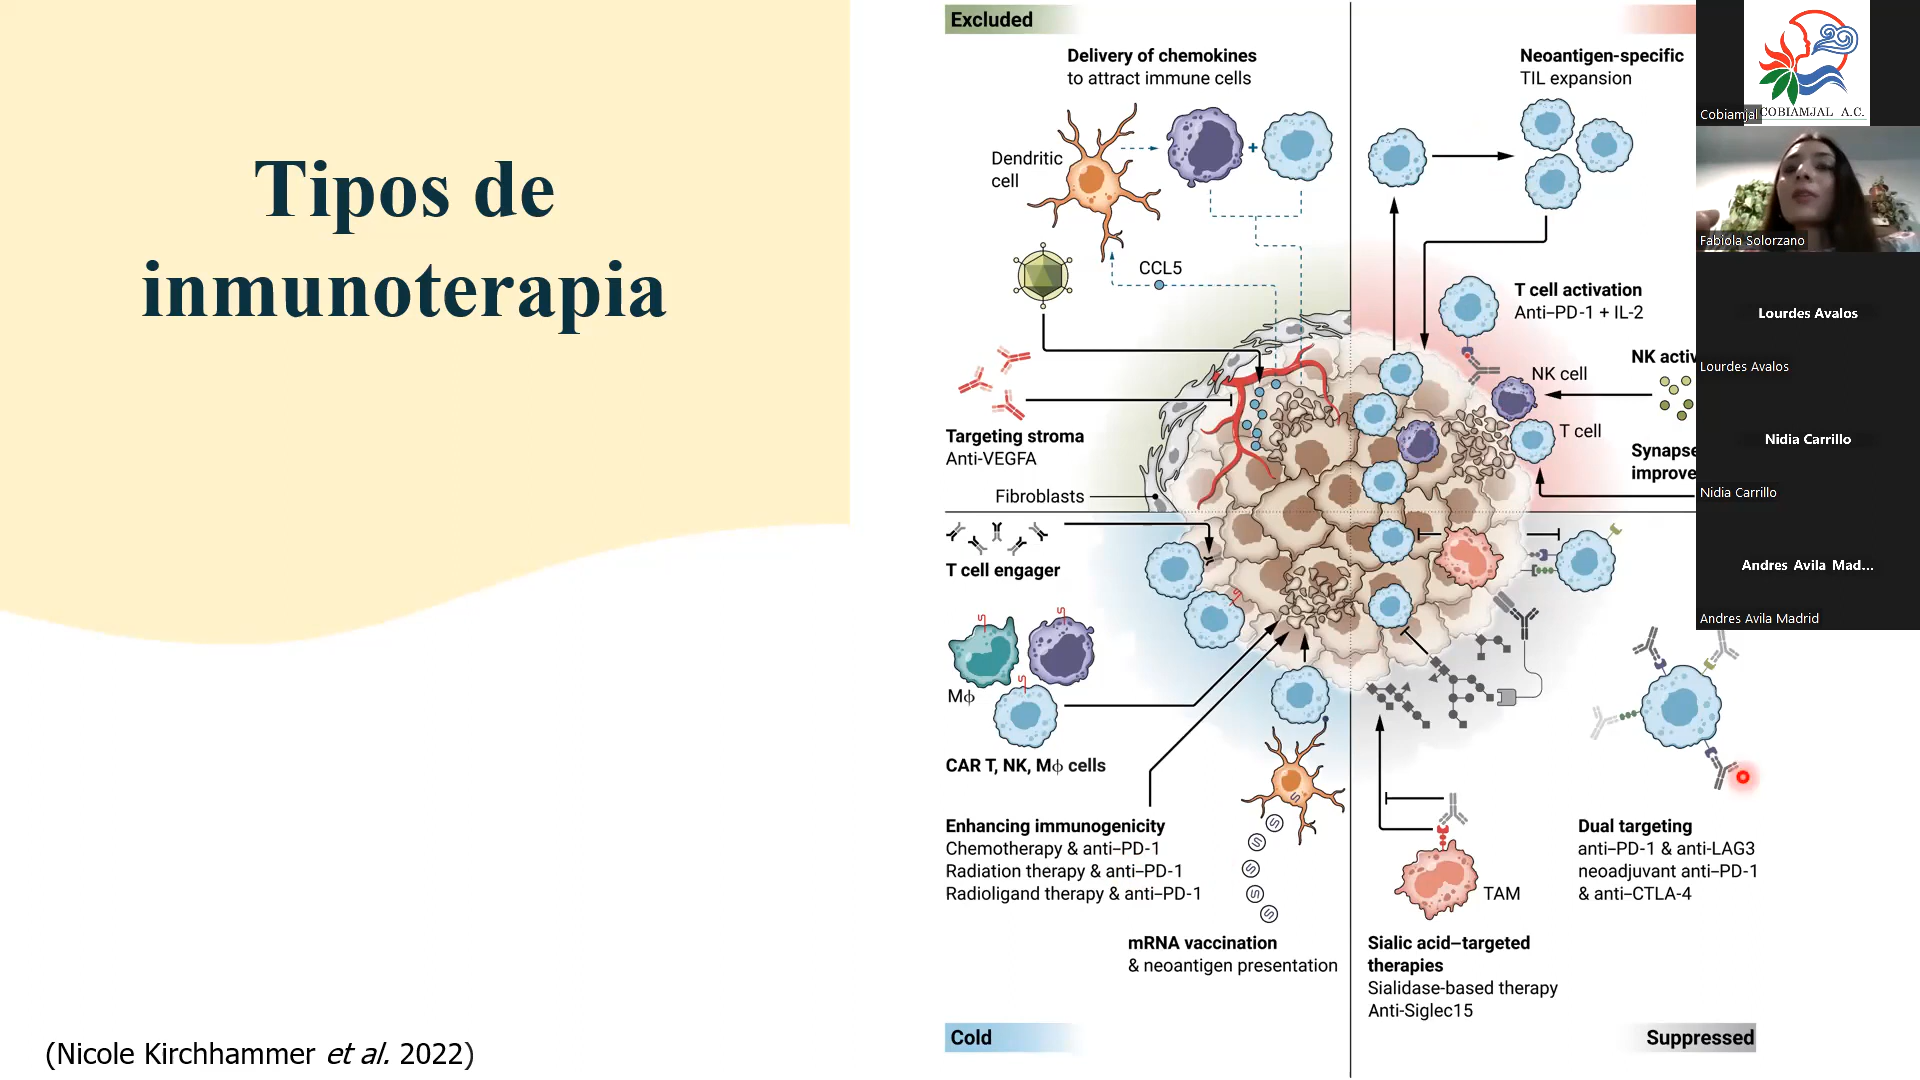 Tipos de
inmunoterapia
(Nicole Kirchhammer et al. 2022)
Excluded
Delivery of chemokines
to attract immune cells
Dendritic
cell
CCL5
Targeting stroma
Anti-VEGFA
Fibroblasts
Neoantigen-specific
TIL expansion
T cell activation
Anti–PD-1 + IL-2
NK activ
NK cell
T cell
Synapse
improve
T cell engager
Mϕ
CAR T, NK, Mϕ cells
Enhancing immunogenicity
Chemotherapy & anti–PD-1
Radiation therapy & anti–PD-1
Radioligand therapy & anti–PD-1
mRNA vaccination
& neoantigen presentation
Cold
TAM
Sialic acid–targeted
therapies
Sialidase-based therapy
Anti-Siglec15
Dual targeting
anti–PD-1 & anti-LAG3
neoadjuvant anti–PD-1
& anti–CTLA-4
Suppressed
COBIAMJAL A.C.
Cobiamjal
Fabiola Solorzano
Lourdes Avalos
Lourdes Avalos
Nidia Carrillo
Nidia Carrillo
Andres Avila Mad...
Andres Avila Madrid